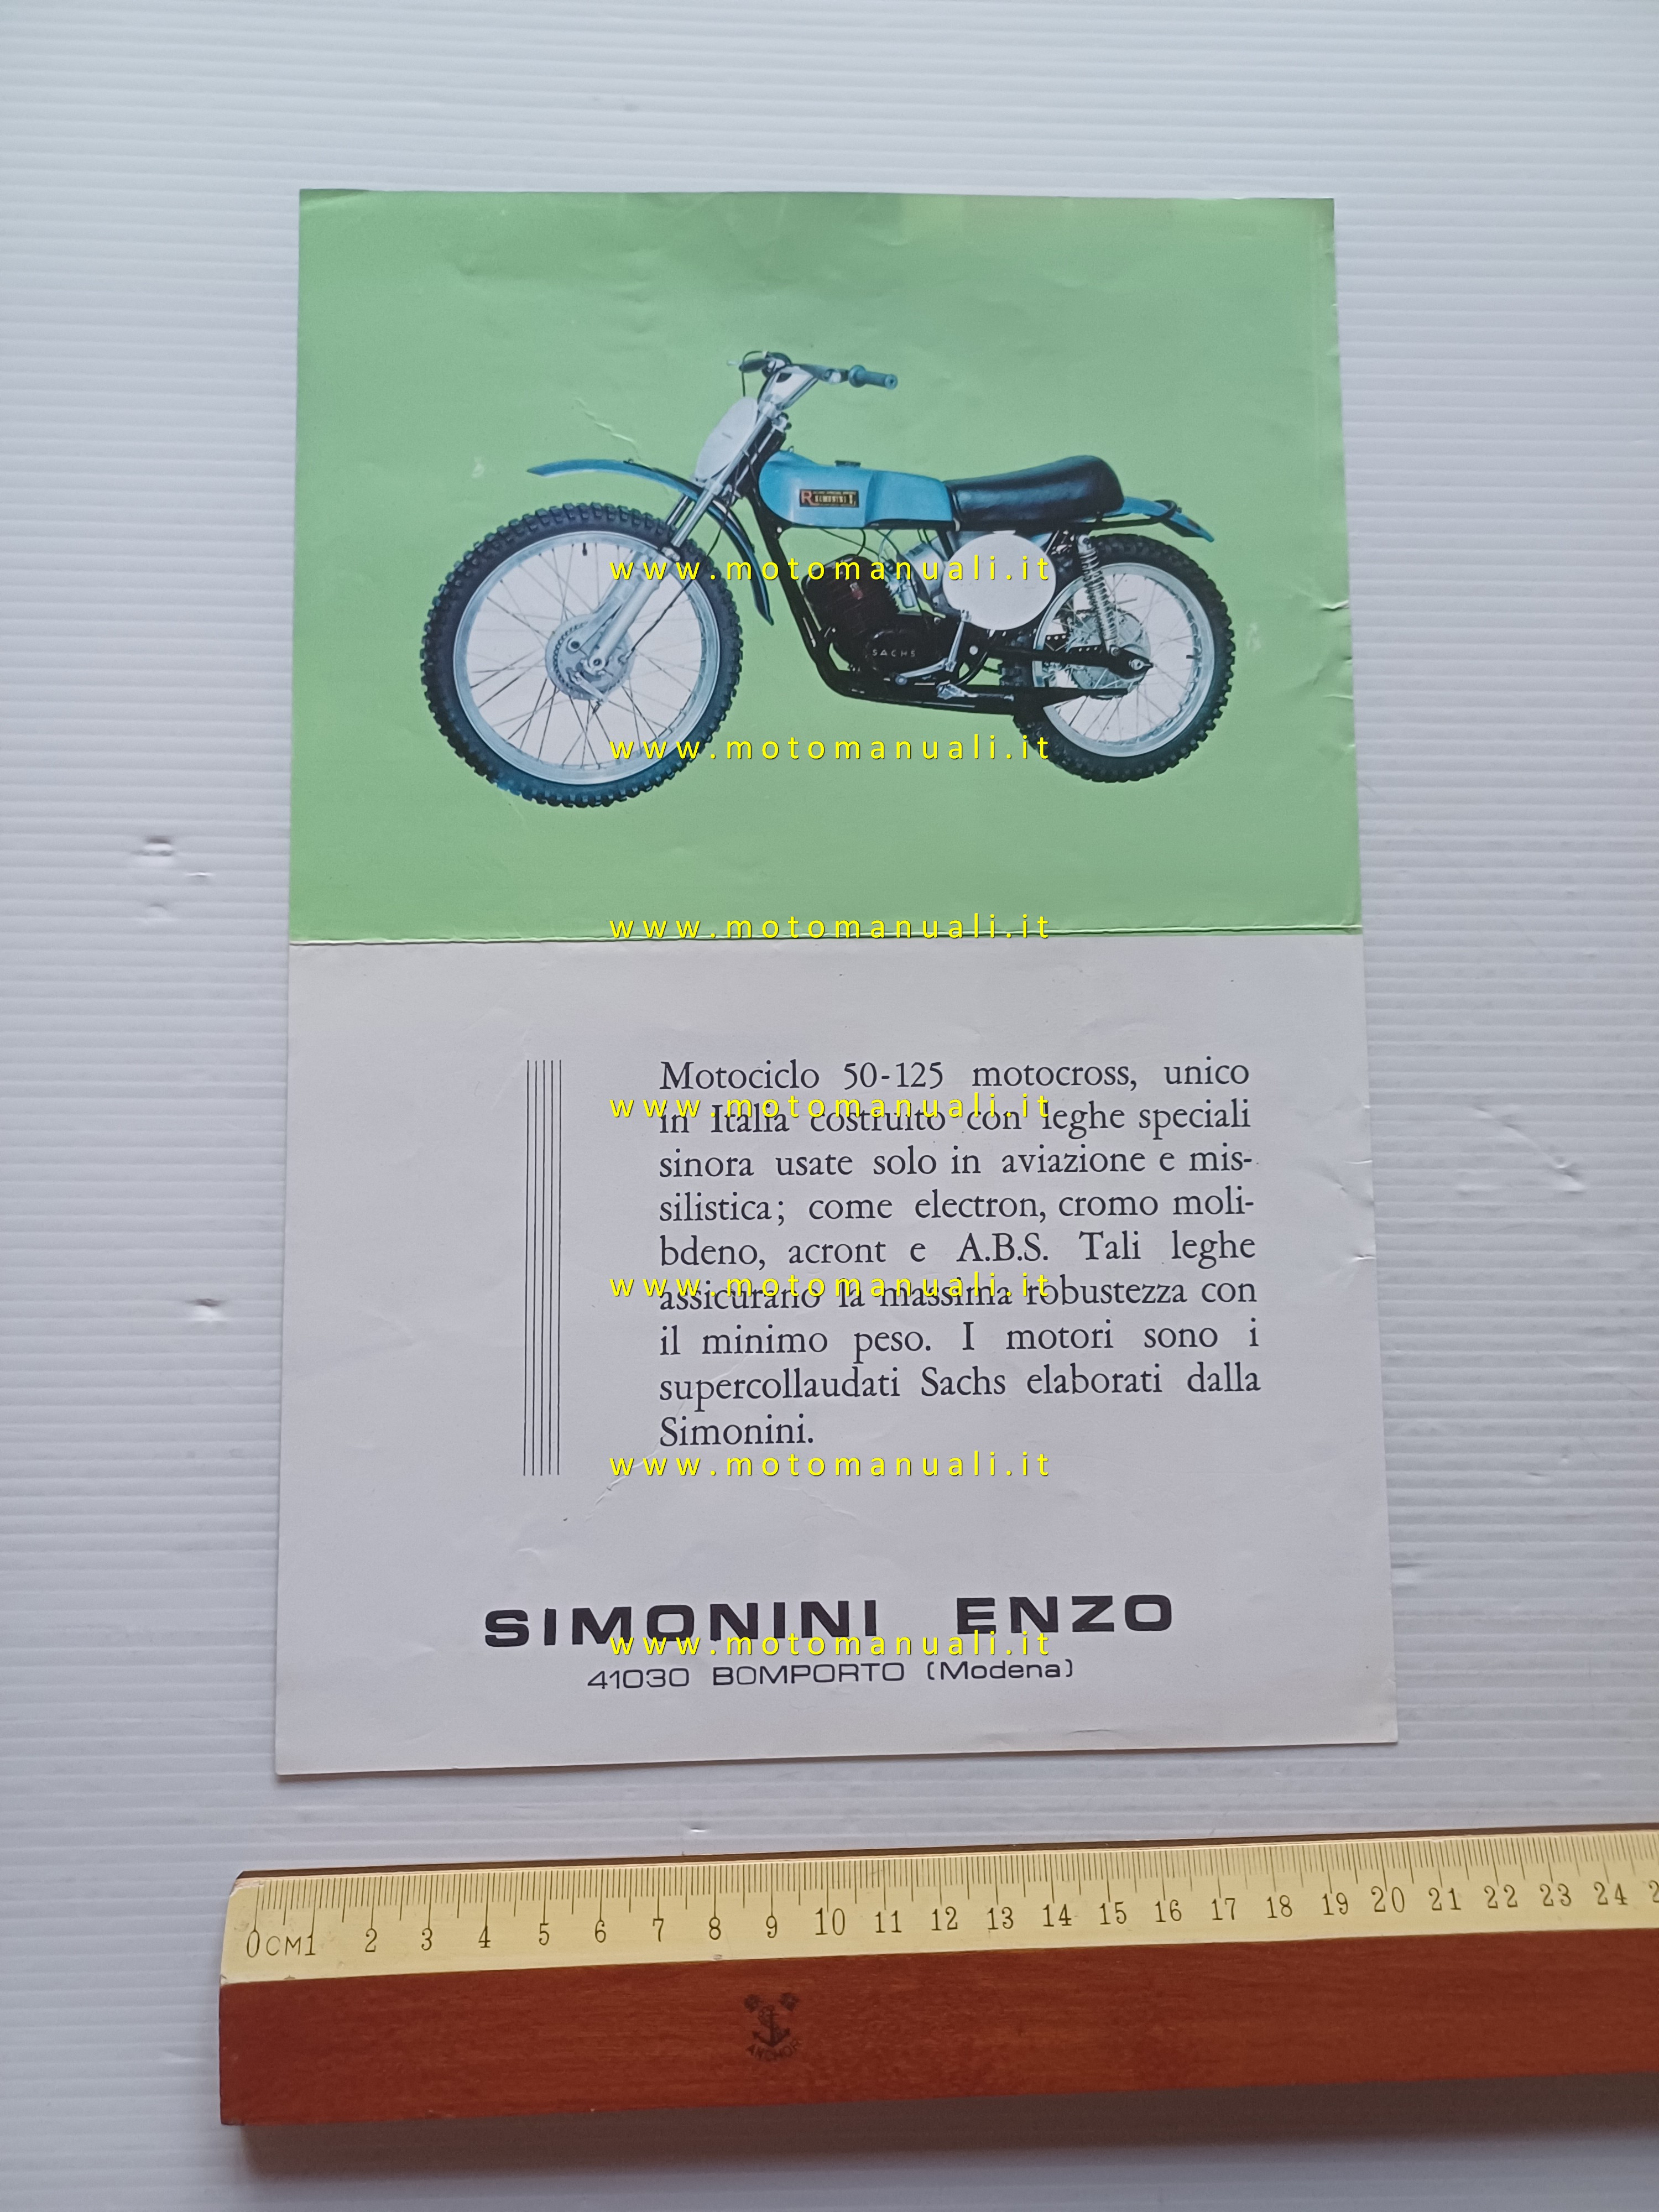 SIMONINI
SACHS
www.motomanuali.it
www.motomanuali.it
www.motomanuali.it
Motociclo 50-125 motocross, unico
www.motomanuali.it
in Italia costruito con leghe speciali
sinora usate solo in aviazione e mis-
silistica; come electron, cromo moli-
bdeno, acront e A.B.S. Tali leghe
www.motomanuali.it
assicurano la massima robustezza con
il minimo peso. I motori sono i
supercollaudati Sachs elaborati dalla
Simonini.
www.motomanuali.it
SIMONINI ENZO
www.motomanuali.it
41030 BOMPORTO (Modena)
0CM1 2 3 4 5 6 7 8 9 10 11 12 13 14 15 16 17 18 19 20 21 22 23 24
ANCHOR